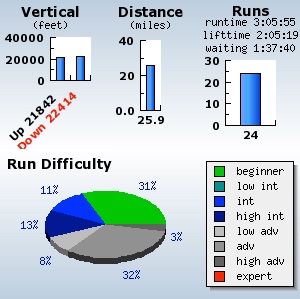 Vertical
(feet)
40000
20000
0
Up 21842
Down 22414
Distance
(miles)
40
20
0.0
25.9
Runs
runtime 3:05:55
lifttime 2:05:19
waiting 1:37:40
30
20
10
0
24
Run Difficulty
31%
11%
13%
8%
32%
3%
beginner
low int
int
high int
low adv
adv
high adv
expert